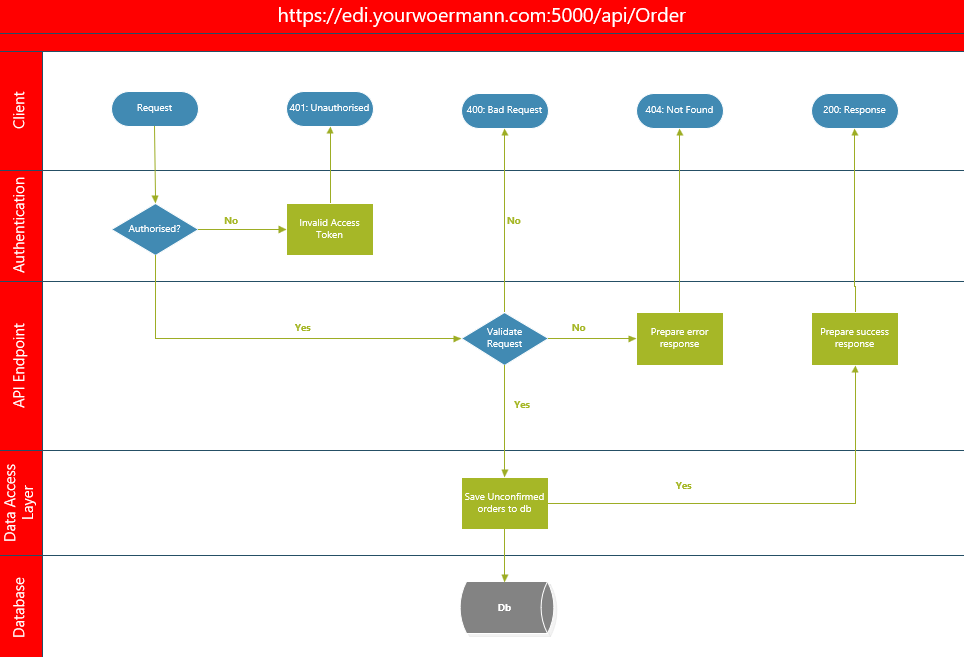 https://edi.yourwoermann.com:5000/api/Order
Client
Request
401: Unauthorised
400: Bad Request
404: Not Found
200: Response
Authentication
Authorised?
No
Invalid Access
Token
No
API Endpoint
Yes
Validate
Request
No
Prepare error
response
Prepare success
response
Yes
Data Access
Layer
Save Unconfirmed
orders to db
Yes
Database
Db